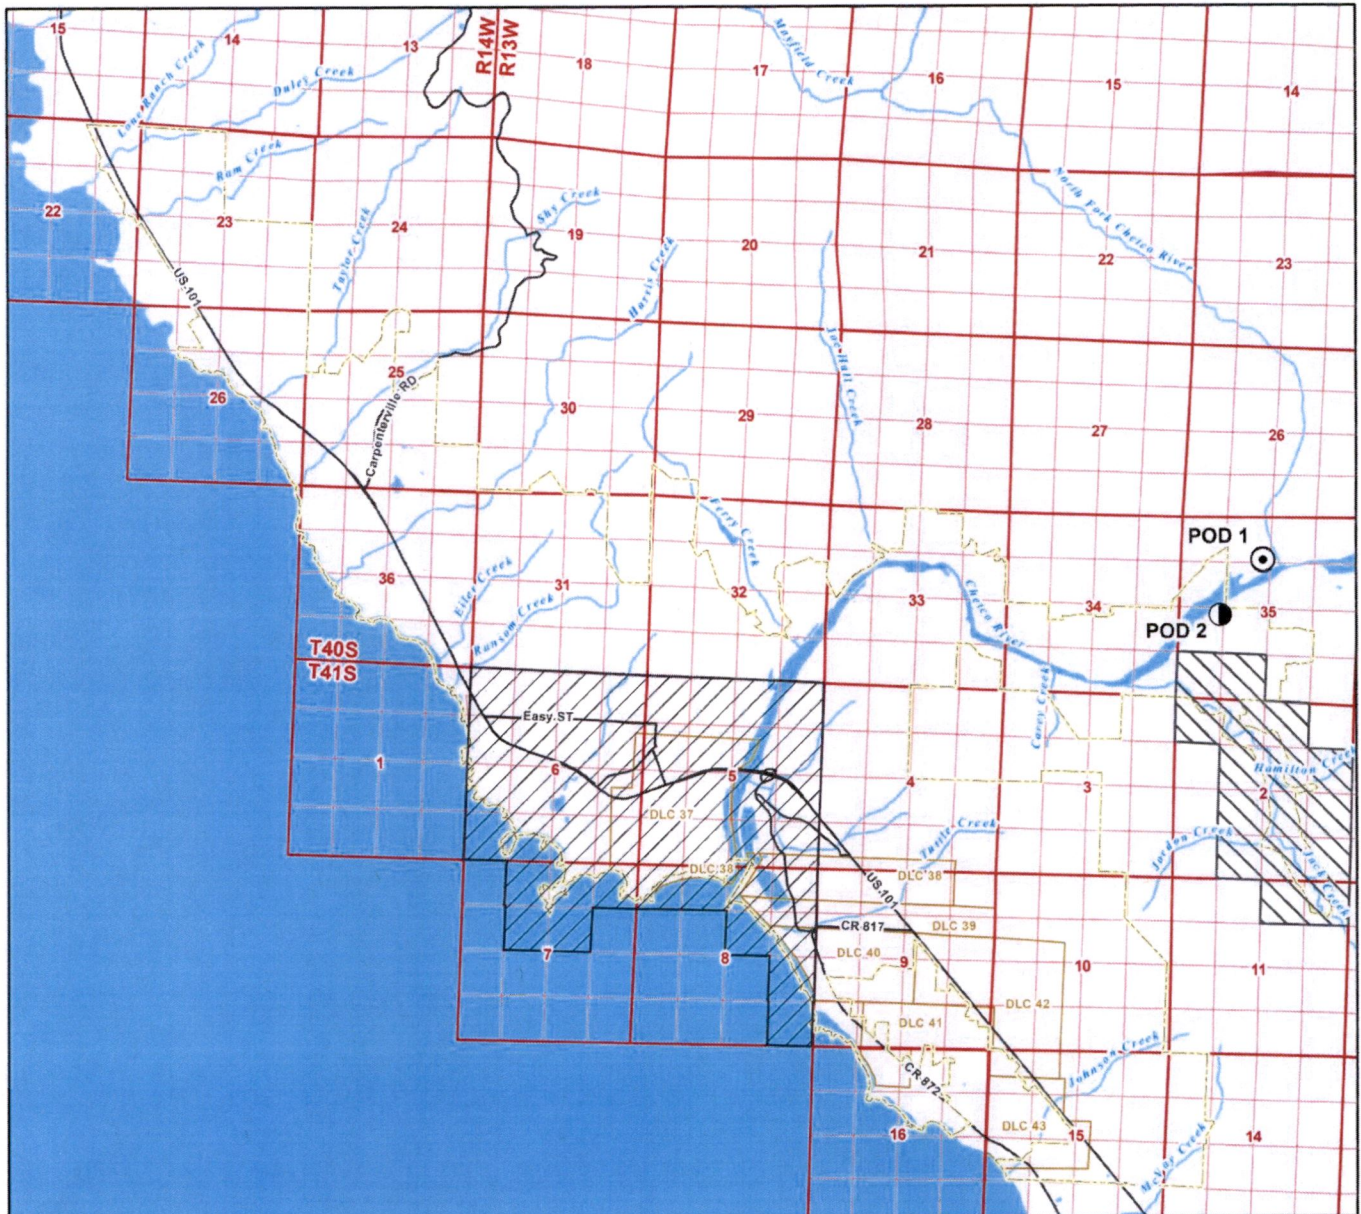 15
14
13
R14W
R13W
18
17
16
15
14
Lone Ranch Creek
Duley Creek
Mayfield Creek
Ram Creek
22
23
24
Taylor Creek
Shy Creek
19
Harris Creek
20
21
22
North Fork Chetco River
23
US 101
Joe Hall Creek
26
25
Carpenterville RD
30
29
28
27
26
Ferry Creek
POD 1
36
Eiler Creek
31
Ransom Creek
32
33
Chetco River
34
35
POD 2
T40S
T41S
Easy ST
Carey Creek
1
6
5
4
3
2
Hamilton Creek
DLC 37
Tuttle Creek
Jordon Creek
Jack Creek
DLC 38
DLC 38
US 101
CR 817
DLC 39
7
8
DLC 40
9
10
11
DLC 41
DLC 42
CR 872
Johnson Creek
16
DLC 43
15
14
McVay Creek